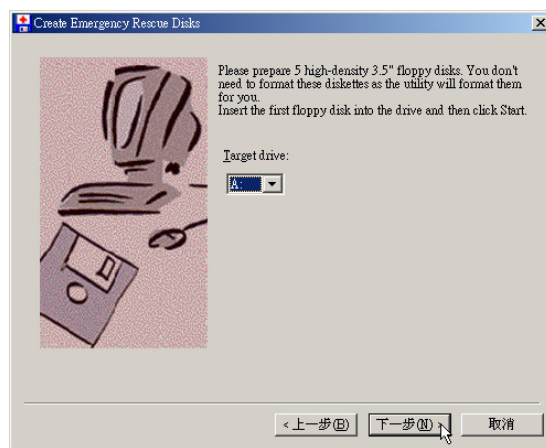 Create Emergency Rescue Disks
Please prepare 5 high-density 3.5" floppy disks. You don't
need to format these diskettes as the utility will format them
for you.
Insert the first floppy disk into the drive and then click Start.
Target drive:
A:
<上一步(B)
下一步(N)>
取消